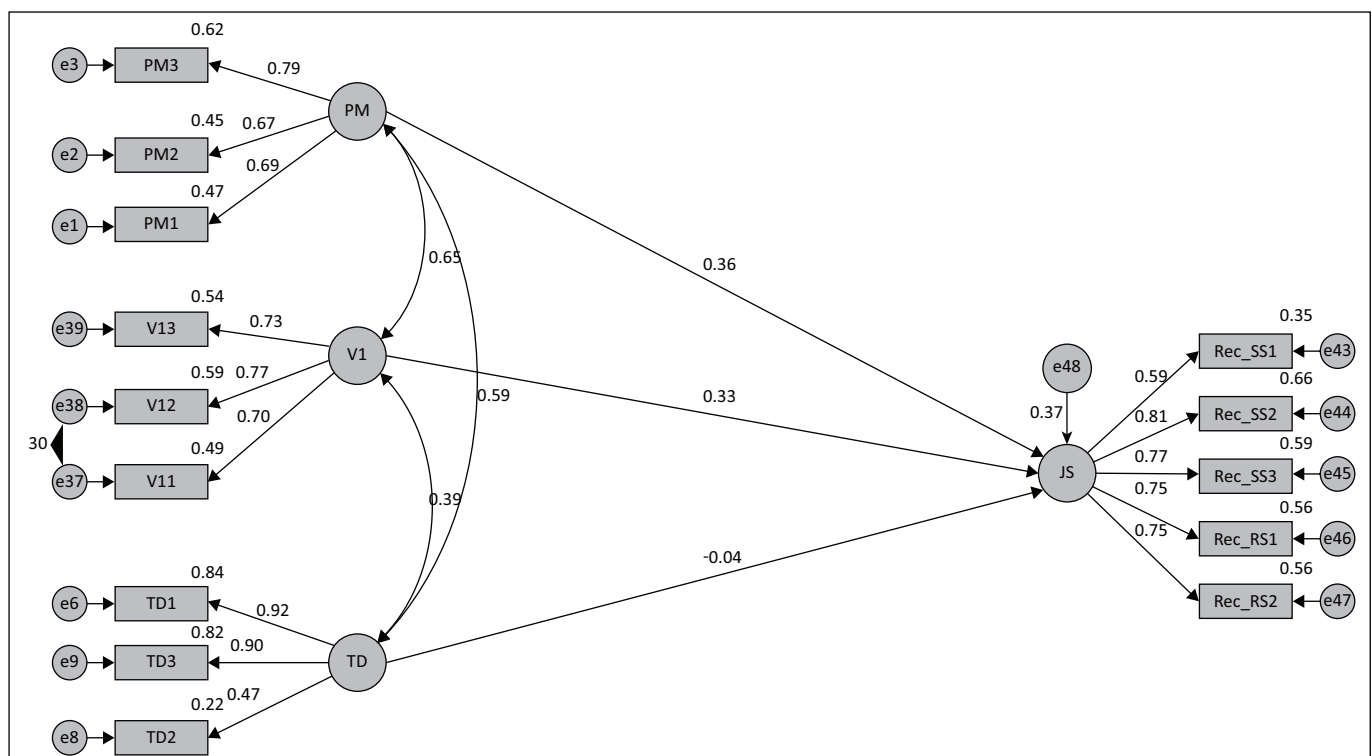 0.62
e3
PM3
0.79
PM
0.45
0.67
e2
PM2
0.69
0.47
e1
PM1
0.65
0.36
0.54
e39
V13
0.73
V1
0.59
0.77
e38
V12
0.70
30
0.49
e37
V11
0.59
0.33
0.39
0.84
e6
TD1
0.92
0.82
0.90
e9
TD3
TD
0.22
0.47
e8
TD2
-0.04
e48
0.37
JS
0.35
0.59
Rec_SS1
e43
0.66
0.81
Rec_SS2
e44
0.59
0.77
Rec_SS3
e45
0.75
0.56
Rec_RS1
e46
0.75
0.56
Rec_RS2
e47